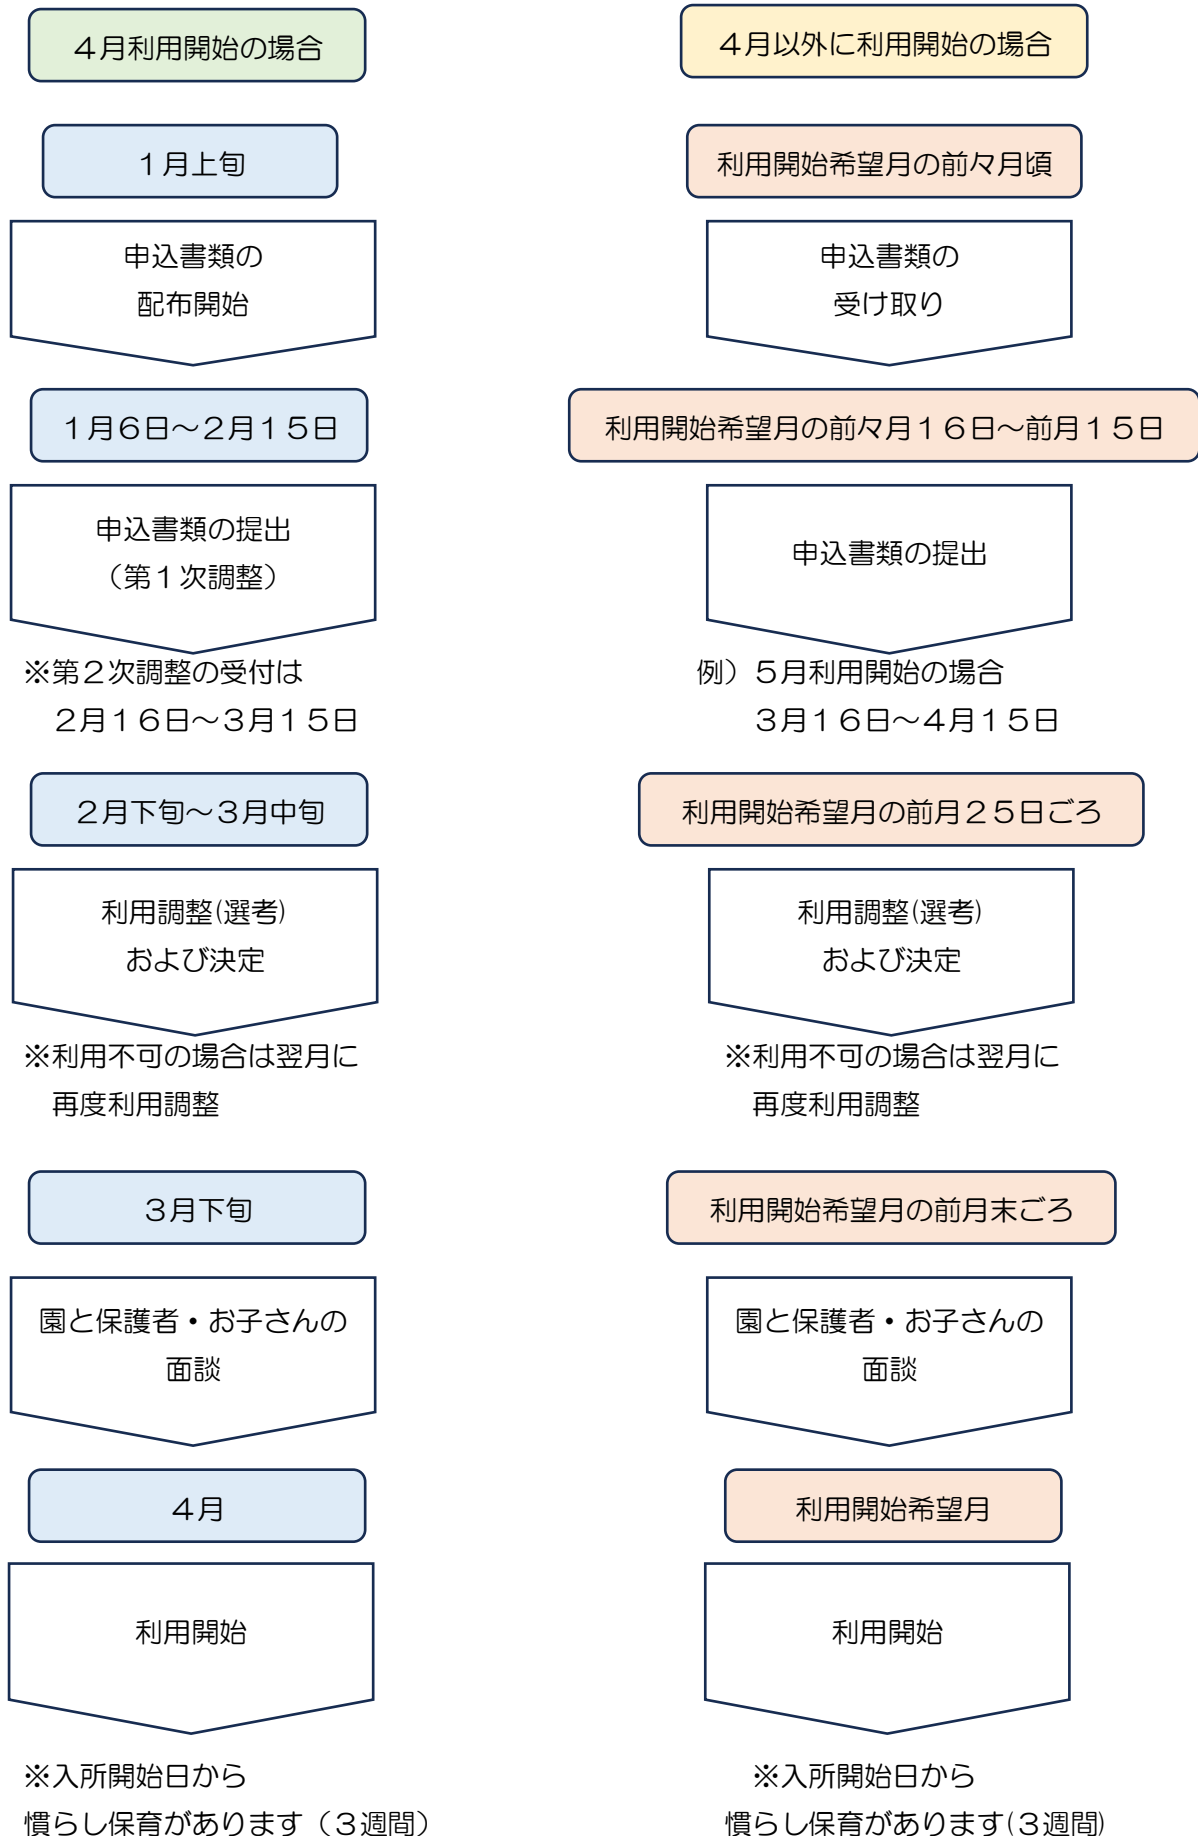 ４月利用開始の場合
１月上旬
申込書類の
配布開始
１月６日～２月１５日
申込書類の提出
（第１次調整）
※第２次調整の受付は
２月１６日～３月１５日
２月下旬～３月中旬
利用調整(選考)
および決定
※利用不可の場合は翌月に
再度利用調整
３月下旬
園と保護者・お子さんの
面談
４月
利用開始
※入所開始日から
慣らし保育があります（３週間）
４月以外に利用開始の場合
利用開始希望月の前々月頃
申込書類の
受け取り
利用開始希望月の前々月１６日～前月１５日
申込書類の提出
例）５月利用開始の場合
３月１６日～４月１５日
利用開始希望月の前月２５日ごろ
利用調整(選考)
および決定
※利用不可の場合は翌月に
再度利用調整
利用開始希望月の前月末ごろ
園と保護者・お子さんの
面談
利用開始希望月
利用開始
※入所開始日から
慣らし保育があります(３週間)